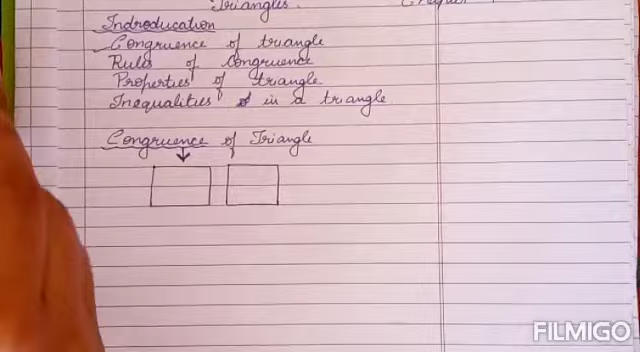 Triangles.
Indroducation
Congruence of triangle
Rules of Congruence
Properties of triangle
Inequalities in a triangle
Congruence of Triangle
FILMIGO